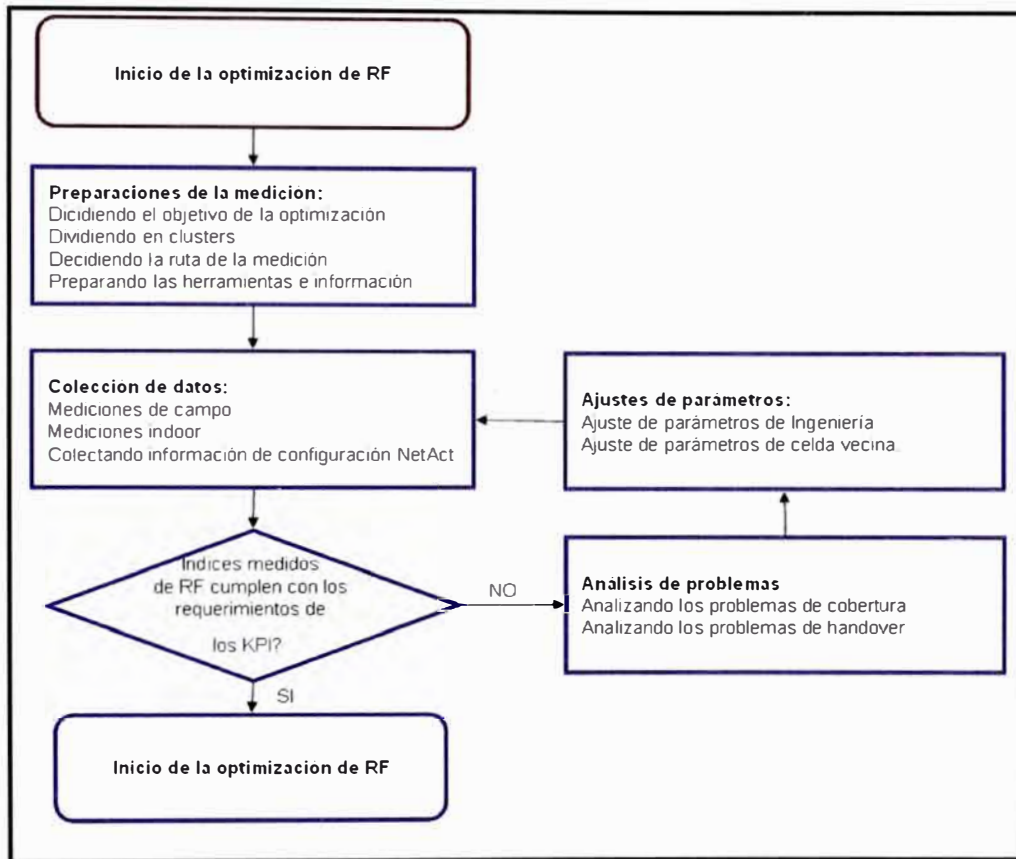 Inicio de la optimización de RF
Preparaciones de la medición:
Dicidiendo el objetivo de la optimización
Dividiendo en clusters
Decidiendo la ruta de la medición
Preparando las herramientas e información
Colección de datos:
Mediciones de campo
Mediciones indoor
Colectando información de configuración NetAct
Ajustes de parámetros:
Ajuste de parámetros de Ingeniería
Ajuste de parámetros de celda vecina.
Indices medidos
de RF cumplen con los
requerimientos de
los KPI?
NO
Análisis de problemas
Analizando los problemas de cobertura
Analizando los problemas de handover
SI
Inicio de la optimización de RF